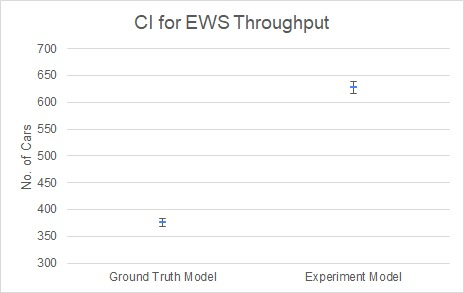 CI for EWS Throughput
No. of Cars
700
650
600
550
500
450
400
350
300
Ground Truth Model
Experiment Model